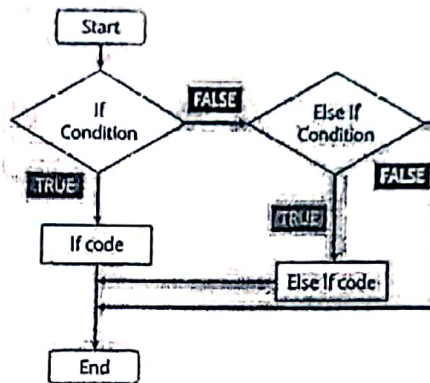 Start
If
Condition
FALSE
Else If
Condition
TRUE
FALSE
TRUE
If code
Else If code
End